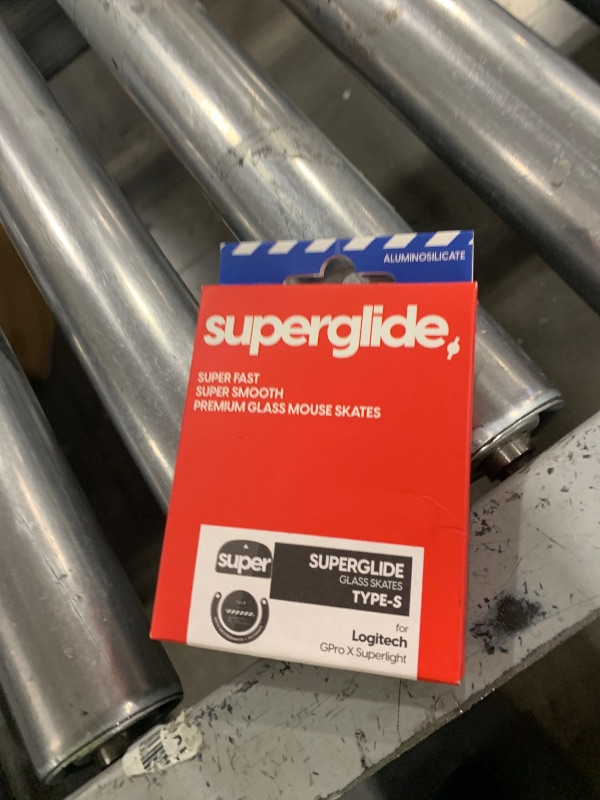 ALUMINOSILICATE
superglide
SUPER FAST
SUPER SMOOTH
PREMIUM GLASS MOUSE SKATES
super
SUPERGLIDE
GLASS SKATES
TYPE-S
for
Logitech
GPro X Superlight